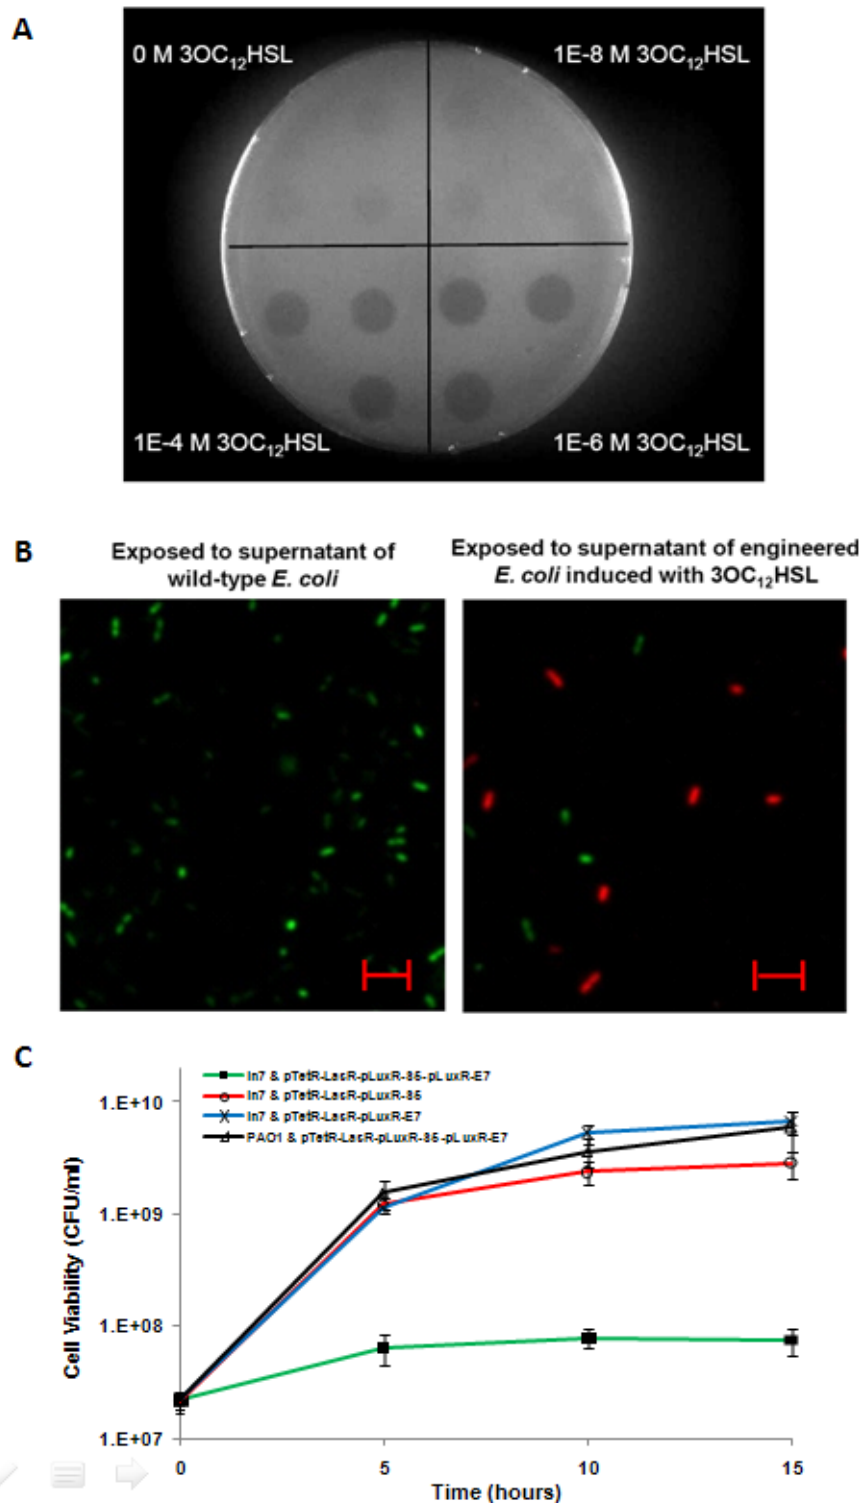 A
0 M 3OC₁₂HSL
1E-8 M 3OC₁₂HSL
1E-4 M 3OC₁₂HSL
1E-6 M 3OC₁₂HSL
B
Exposed to supernatant of
wild-type E. coli
Exposed to supernatant of engineered
E. coli induced with 3OC₁₂HSL
C
In7 & pTetR-LasR-pLuxR-S5-pLuxR-E7
In7 & pTetR-LasR-pLuxR-S5
In7 & pTetR-LasR-pLuxR-E7
PAO1 & pTetR-LasR-pLuxR-S5-pLuxR-E7
Cell Viability (CFU/ml)
1.E+10
1.E+09
1.E+08
1.E+07
0
5
10
15
Time (hours)